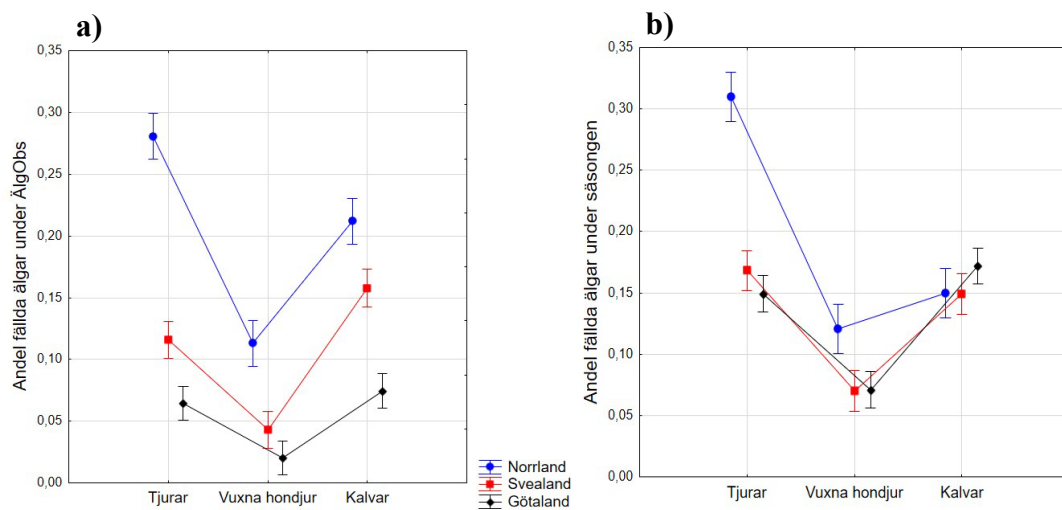 a)
Andel fällda älgar under ÄlgObs
0,35
0,30
0,25
0,20
0,15
0,10
0,05
0,00
Tjurar Vuxna hondjur Kalvar
Norrland
Svealand
Götaland
b)
Andel fällda älgar under säsongen
0,35
0,30
0,25
0,20
0,15
0,10
0,05
0,00
Tjurar Vuxna hondjur Kalvar